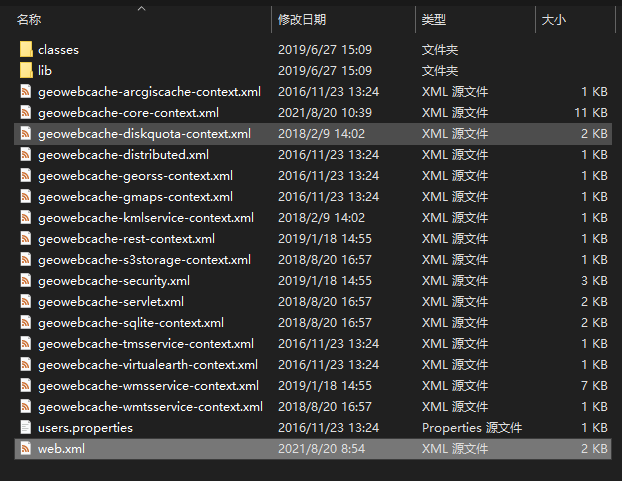 名称 修改日期 类型 大小
classes 2019/6/27 15:09 文件夹
lib 2019/6/27 15:09 文件夹
geowebcache-arcgiscache-context.xml 2016/11/23 13:24 XML 源文件 1 KB
geowebcache-core-context.xml 2021/8/20 10:39 XML 源文件 11 KB
geowebcache-diskquota-context.xml 2018/2/9 14:02 XML 源文件 2 KB
geowebcache-distributed.xml 2016/11/23 13:24 XML 源文件 1 KB
geowebcache-georss-context.xml 2016/11/23 13:24 XML 源文件 1 KB
geowebcache-gmaps-context.xml 2016/11/23 13:24 XML 源文件 1 KB
geowebcache-kmlservice-context.xml 2018/2/9 14:02 XML 源文件 1 KB
geowebcache-rest-context.xml 2019/1/18 14:55 XML 源文件 1 KB
geowebcache-s3storage-context.xml 2018/8/20 16:57 XML 源文件 1 KB
geowebcache-security.xml 2019/1/18 14:55 XML 源文件 3 KB
geowebcache-servlet.xml 2018/8/20 16:57 XML 源文件 2 KB
geowebcache-sqlite-context.xml 2018/8/20 16:57 XML 源文件 2 KB
geowebcache-tmsservice-context.xml 2016/11/23 13:24 XML 源文件 1 KB
geowebcache-virtualearth-context.xml 2016/11/23 13:24 XML 源文件 1 KB
geowebcache-wmsservice-context.xml 2019/1/18 14:55 XML 源文件 7 KB
geowebcache-wmtsservice-context.xml 2018/8/20 16:57 XML 源文件 1 KB
users.properties 2016/11/23 13:24 Properties 源文件 1 KB
web.xml 2021/8/20 8:54 XML 源文件 2 KB